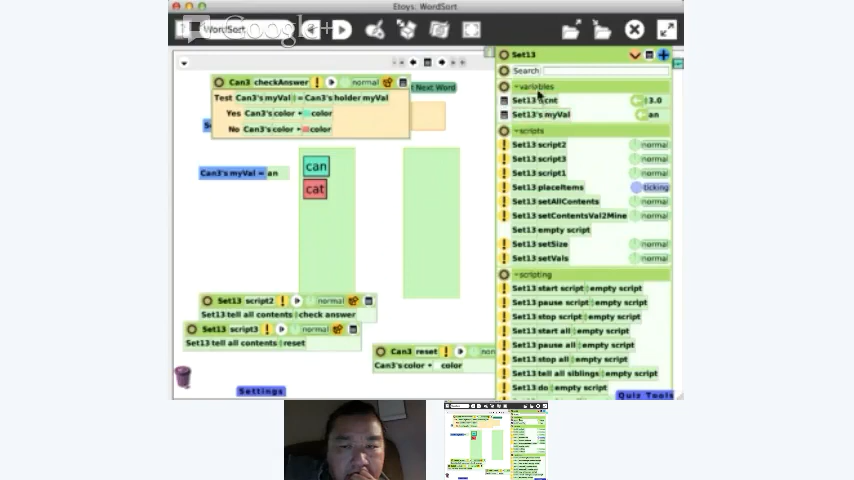 Etoys: WordSort
WordSort
Google+
Can3 checkAnswer ! normal
Test Can3's myVal = Can3's holder myVal
Yes Can3's color color
No Can3's color color
Next Word
Can3's myVal = an
can
cat
Set13 script2 ! normal
Set13 tell all contents check answer
Set13 script3 ! normal
Set13 tell all contents reset
Can3 reset !
Can3's color color
Settings
Set13
Search
variables
Set13's cnt 3.0
Set13's myVal an
scripts
! Set13 script2 normal
! Set13 script3 normal
! Set13 script1 normal
! Set13 placeItems ticking
! Set13 setAllContents normal
! Set13 setContentsVal2Mine normal
Set13 empty script
! Set13 setSize normal
! Set13 setVals normal
scripting
! Set13 start script empty script
! Set13 pause script empty script
! Set13 stop script empty script
! Set13 start all empty script
! Set13 pause all empty script
! Set13 stop all empty script
! Set13 tell all siblings empty script
! Set13 do empty script
Quiz Tools